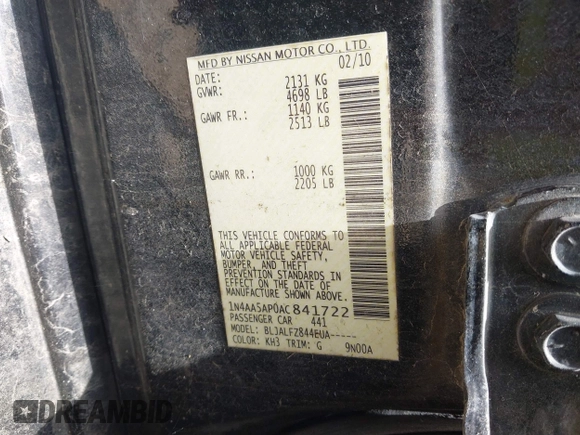 MFD BY NISSAN MOTOR CO., LTD.
DATE: 02/10
GVWR: 2131 KG
4698 LB
GAWR FR.: 1140 KG
2513 LB
GAWR RR.: 1000 KG
2205 LB
THIS VEHICLE CONFORMS TO
ALL APPLICABLE FEDERAL
MOTOR VEHICLE SAFETY,
BUMPER, AND THEFT
PREVENTION STANDARDS IN
EFFECT ON THE DATE OF
MANUFACTURE SHOWN ABOVE.
1N4AA5AP0AC841722
PASSENGER CAR 441
MODEL: BLJALFZ844EUA-----
COLOR: KH3 TRIM: G 9N00A
DREAMBID